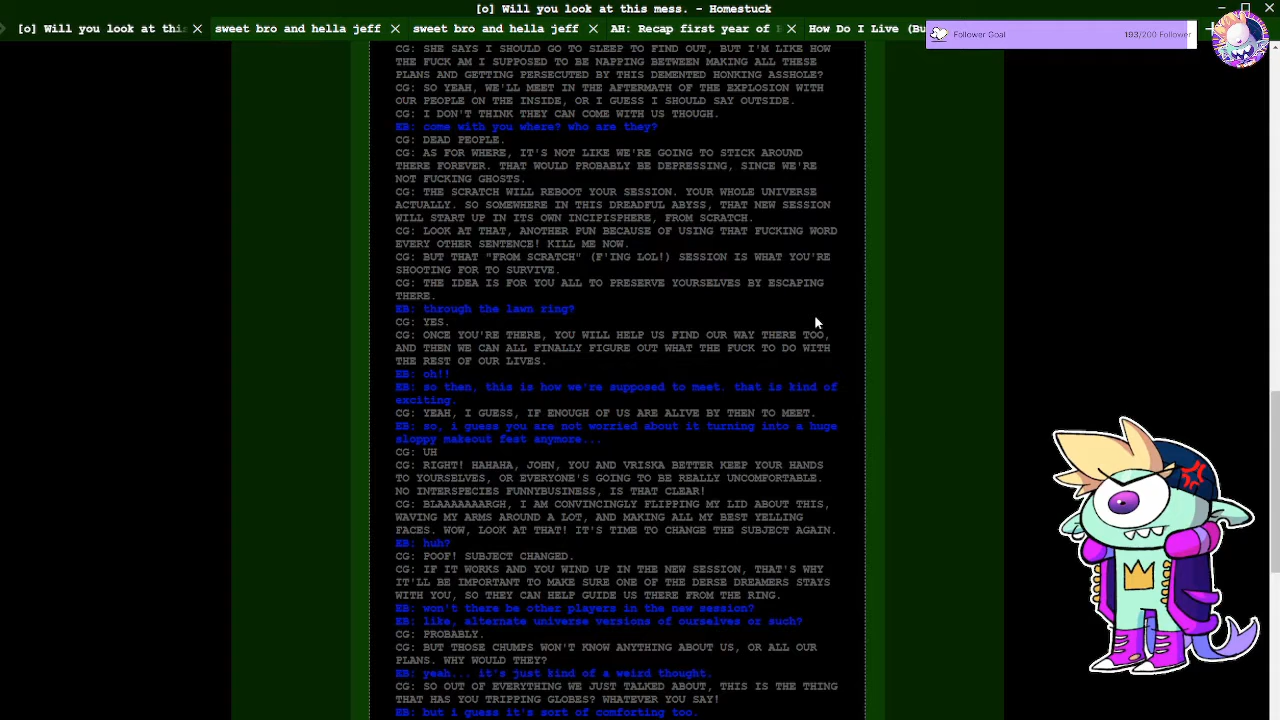 [o] Will you look at this mess. - Homestuck
[o] Will you look at this
sweet bro and hella jeff
sweet bro and hella jeff
AH: Recap first year of
How Do I Live (Bu
Follower Goal
193/200 Follower
CG: SHE SAYS I SHOULD GO TO SLEEP TO FIND OUT, BUT I'M LIKE HOW
THE FUCK AM I SUPPOSED TO BE NAPPING BETWEEN MAKING ALL THESE
PLANS AND GETTING PERSECUTED BY THIS DEMENTED HONKING ASSHOLE?
CG: SO YEAH, WE'LL MEET IN THE AFTERMATH OF THE EXPLOSION WITH
OUR PEOPLE ON THE INSIDE, OR I GUESS I SHOULD SAY OUTSIDE.
CG: I DON'T THINK THEY CAN COME WITH US THOUGH.
EB: come with you where? who are they?
CG: DEAD PEOPLE.
CG: AS FOR WHERE, IT'S NOT LIKE WE'RE GOING TO STICK AROUND
THERE FOREVER. THAT WOULD PROBABLY BE DEPRESSING, SINCE WE'RE
NOT FUCKING GHOSTS.
CG: THE SCRATCH WILL REBOOT YOUR SESSION. YOUR WHOLE UNIVERSE
ACTUALLY. SO SOMEWHERE IN THIS DREADFUL ABYSS, THAT NEW SESSION
WILL START UP IN ITS OWN INCIPISPHERE, FROM SCRATCH.
CG: LOOK AT THAT, ANOTHER PUN BECAUSE OF USING THAT FUCKING WORD
EVERY OTHER SENTENCE! KILL ME NOW.
CG: BUT THAT "FROM SCRATCH" (F'ING LOL!) SESSION IS WHAT YOU'RE
SHOOTING FOR TO SURVIVE.
CG: THE IDEA IS FOR YOU ALL TO PRESERVE YOURSELVES BY ESCAPING
THERE.
EB: through the lawn ring?
CG: YES.
CG: ONCE YOU'RE THERE, YOU WILL HELP US FIND OUR WAY THERE TOO,
AND THEN WE CAN ALL FINALLY FIGURE OUT WHAT THE FUCK TO DO WITH
THE REST OF OUR LIVES.
EB: oh!!
EB: so then, this is how we're supposed to meet. that is kind of
exciting.
CG: YEAH, I GUESS, IF ENOUGH OF US ARE ALIVE BY THEN TO MEET.
EB: so, i guess you are not worried about it turning into a huge
sloppy makeout fest anymore...
CG: UH
CG: RIGHT! HAHAHA, JOHN, YOU AND VRISKA BETTER KEEP YOUR HANDS
TO YOURSELVES, OR EVERYONE'S GOING TO BE REALLY UNCOMFORTABLE.
NO INTERSPECIES FUNNYBUSINESS, IS THAT CLEAR!
CG: BLAAAAAAARGH, I AM CONVINCINGLY FLIPPING MY LID ABOUT THIS,
WAVING MY ARMS AROUND A LOT, AND MAKING ALL MY BEST YELLING
FACES. WOW, LOOK AT THAT! IT'S TIME TO CHANGE THE SUBJECT AGAIN.
EB: huh?
CG: POOF! SUBJECT CHANGED.
CG: IF IT WORKS AND YOU WIND UP IN THE NEW SESSION, THAT'S WHY
IT'LL BE IMPORTANT TO MAKE SURE ONE OF THE DERSE DREAMERS STAYS
WITH YOU, SO THEY CAN HELP GUIDE US THERE FROM THE RING.
EB: won't there be other players in the new session?
EB: like, alternate universe versions of ourselves or such?
CG: PROBABLY.
CG: BUT THOSE CHUMPS WON'T KNOW ANYTHING ABOUT US, OR ALL OUR
PLANS. WHY WOULD THEY?
EB: yeah... it's just kind of a weird thought.
CG: SO OUT OF EVERYTHING WE JUST TALKED ABOUT, THIS IS THE THING
THAT HAS YOU TRIPPING GLOBES? WHATEVER YOU SAY!
EB: but i guess it's sort of comforting too.